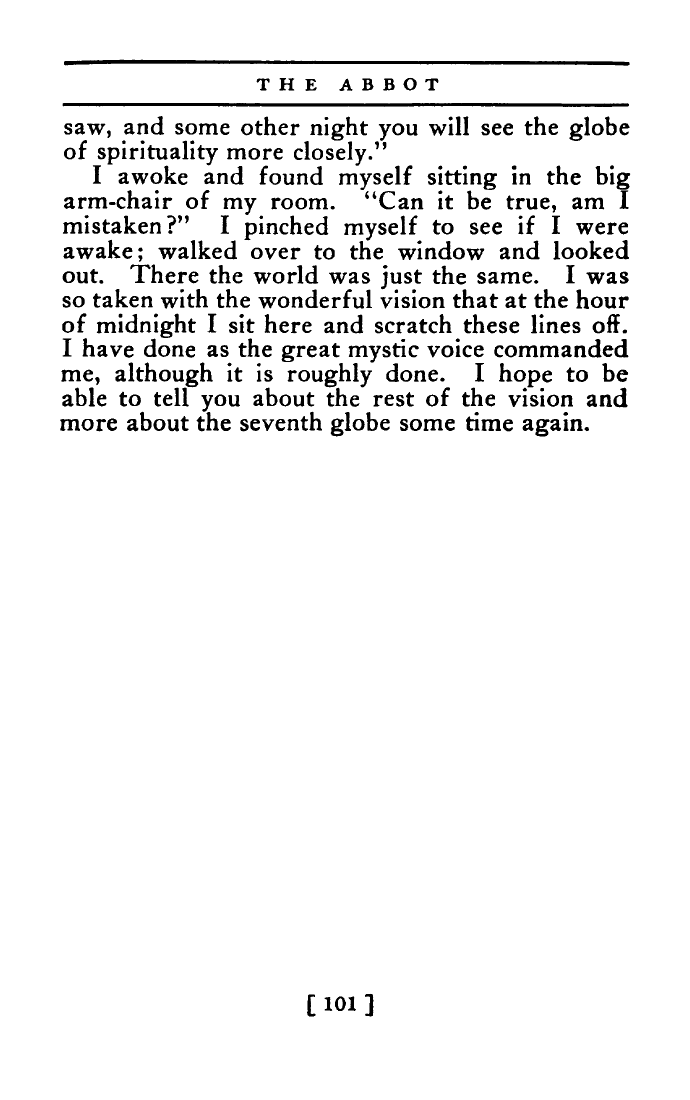 THE ABBOT
saw, and some other night you will see the globe
of spirituality more closely."
I awoke and found myself sitting in the big
arm-chair of my room. "Can it be true, am I
mistaken?" I pinched myself to see if I were
awake; walked over to the window and looked
out. There the world was just the same. I was
so taken with the wonderful vision that at the hour
of midnight I sit here and scratch these lines off.
I have done as the great mystic voice commanded
me, although it is roughly done. I hope to be
able to tell you about the rest of the vision and
more about the seventh globe some time again.
[ 101 ]